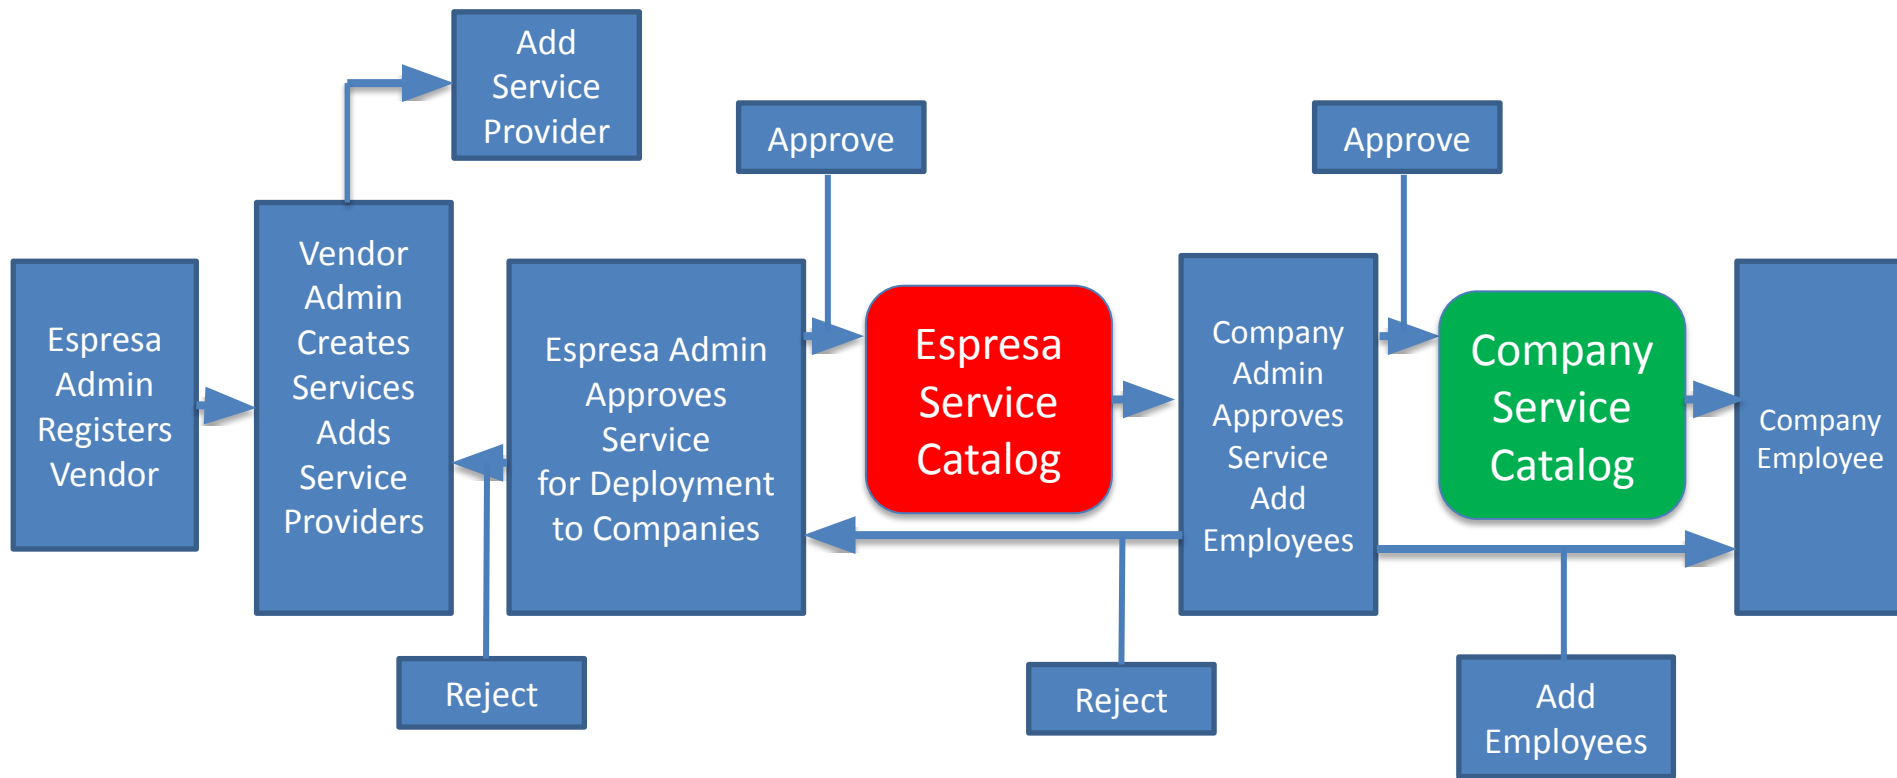 Add
Service
Provider
Approve
Approve
Espresa
Admin
Registers
Vendor
Vendor
Admin
Creates
Services
Adds
Service
Providers
Espresa Admin
Approves
Service
for Deployment
to Companies
Espresa
Service
Catalog
Company
Admin
Approves
Service
Add
Employees
Company
Service
Catalog
Company
Employee
Reject
Reject
Add
Employees